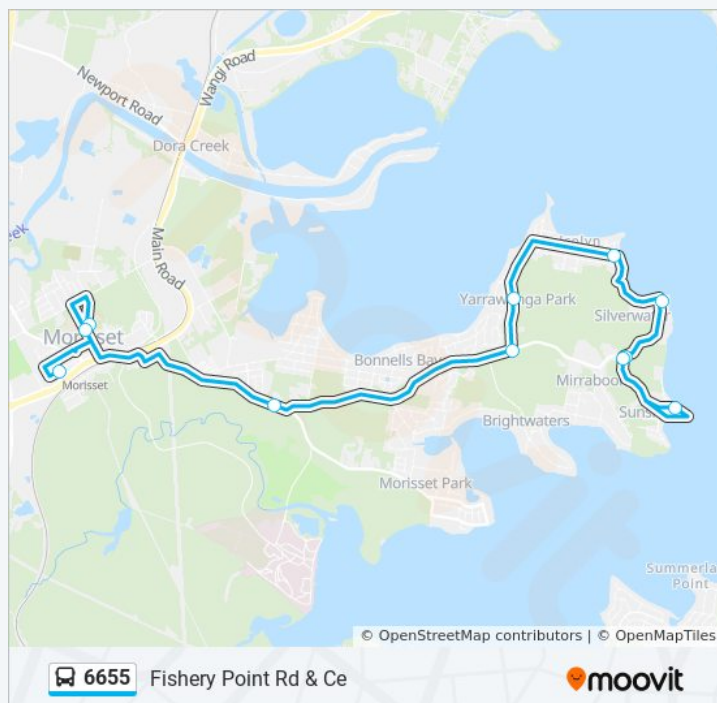 Wangi Road
Newport Road
Dora Creek
Main Road
Yarrawonga Park
Silverwater
Morisset
Bonnells Bay
Morisset
Mirrabooka
Brightwaters
Morisset Park
Summerla
Point
© OpenStreetMap contributors | © OpenMapTiles
6655 Fishery Point Rd & Ce
moovit